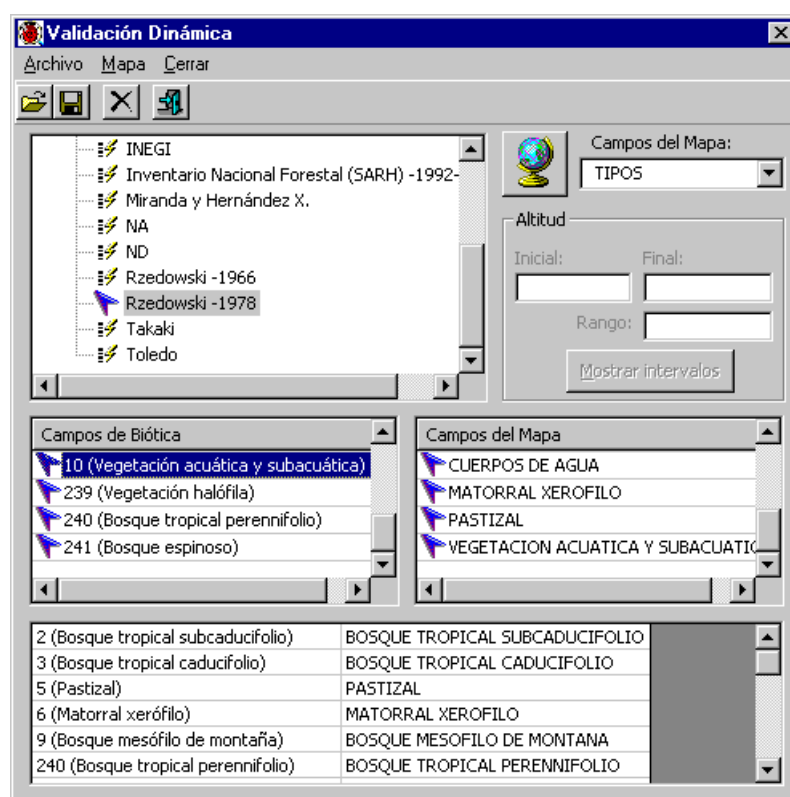 Validación Dinámica
Archivo Mapa Cerrar
INEGI
Inventario Nacional Forestal (SARH) -1992-
Miranda y Hernández X.
NA
ND
Rzedowski -1966
Rzedowski -1978
Takaki
Toledo
Campos del Mapa:
TIPOS
Altitud
Inicial: Final:
Rango:
Mostrar intervalos
Campos de Biótica
10 (Vegetación acuática y subacuática)
239 (Vegetación halófila)
240 (Bosque tropical perennifolio)
241 (Bosque espinoso)
Campos del Mapa
CUERPOS DE AGUA
MATORRAL XEROFILO
PASTIZAL
VEGETACION ACUATICA Y SUBACUATIC
2 (Bosque tropical subcaducifolio) BOSQUE TROPICAL SUBCADUCIFOLIO
3 (Bosque tropical caducifolio) BOSQUE TROPICAL CADUCIFOLIO
5 (Pastizal) PASTIZAL
6 (Matorral xerófilo) MATORRAL XEROFILO
9 (Bosque mesófilo de montaña) BOSQUE MESOFILO DE MONTANA
240 (Bosque tropical perennifolio) BOSQUE TROPICAL PERENNIFOLIO